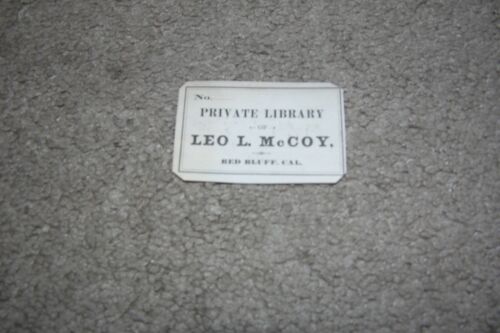 No.
PRIVATE LIBRARY
OF
LEO L. McCOY,
RED BLUFF, CAL.